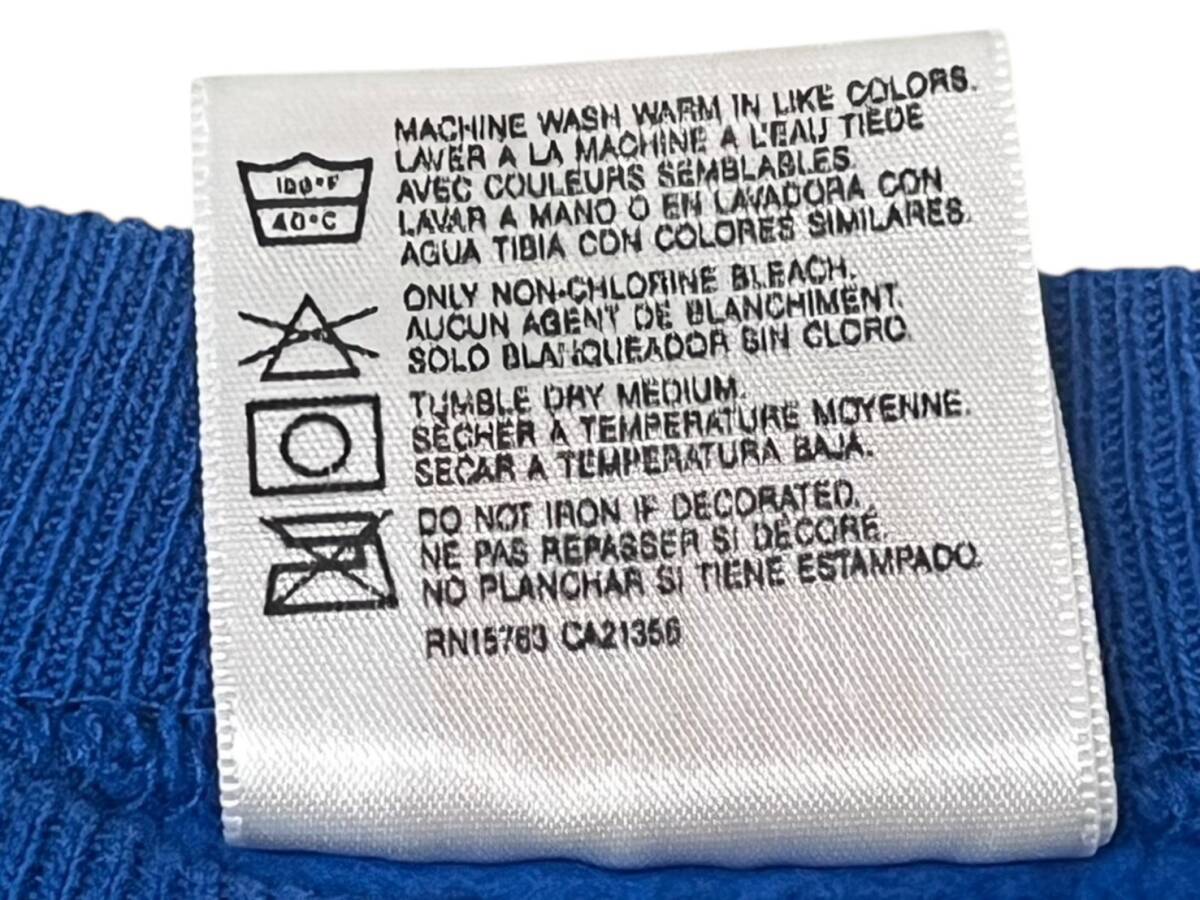 MACHINE WASH WARM IN LIKE COLORS.
LAVER A LA MACHINE A L'EAU TIEDE
AVEC COULEURS SEMBLABLES.
LAVAR A MANO O EN LAVADORA CON
AGUA TIBIA CON COLORES SIMILARES.
100°F
40°C
ONLY NON-CHLORINE BLEACH.
AUCUN AGENT DE BLANCHIMENT.
SOLO BLANQUEADOR SIN CLORO.
TUMBLE DRY MEDIUM.
SÉCHER À TEMPERATURE MOYENNE.
SECAR A TEMPERATURA BAJA.
DO NOT IRON IF DECORATED.
NE PAS REPASSER SI DÉCORÉ.
NO PLANCHAR SI TIENE ESTAMPADO.
RN15763 CA21356